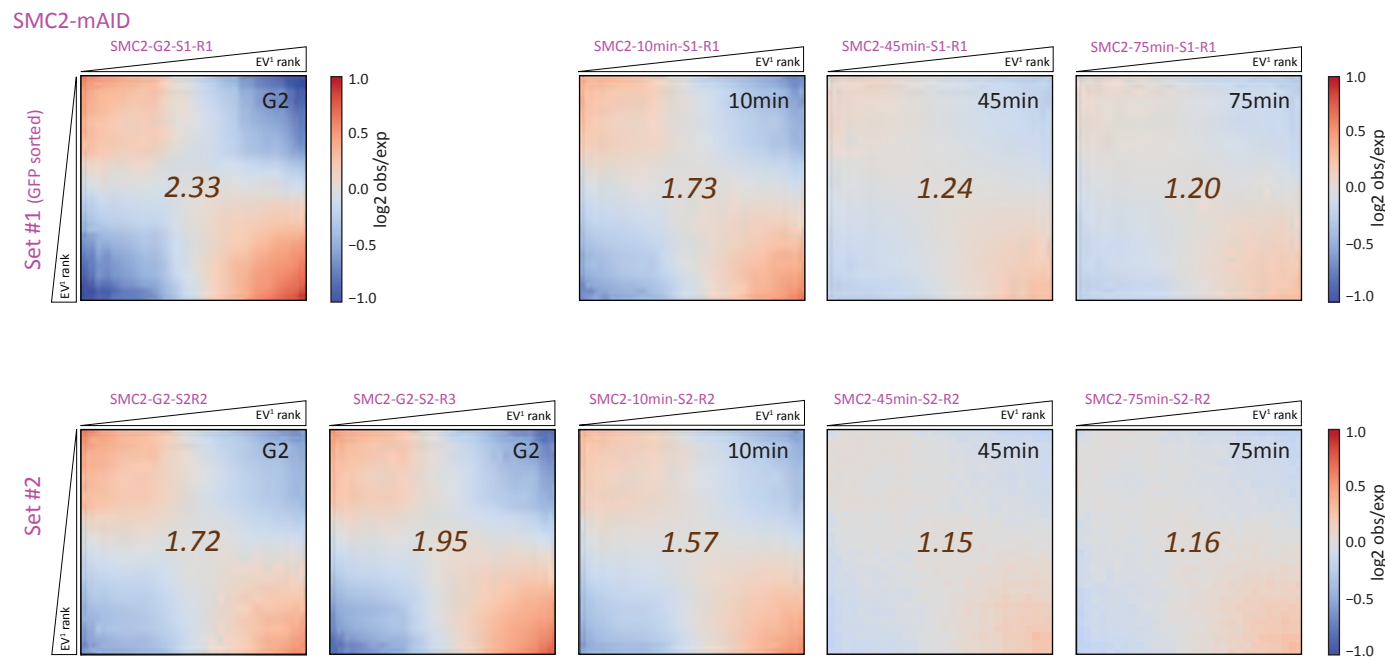 SMC2-mAID
SMC2-G2-S1-R1
SMC2-10min-S1-R1
SMC2-45min-S1-R1
SMC2-75min-S1-R1
EV¹ rank
EV¹ rank
EV¹ rank
EV¹ rank
Set #1 (GFP sorted)
EV¹ rank
G2
2.33
1.0
0.5
0.0
−0.5
−1.0
log2 obs/exp
10min
1.73
45min
1.24
75min
1.20
1.0
0.5
0.0
−0.5
−1.0
log2 obs/exp
SMC2-G2-S2R2
SMC2-G2-S2-R3
SMC2-10min-S2-R2
SMC2-45min-S2-R2
SMC2-75min-S2-R2
EV¹ rank
EV¹ rank
EV¹ rank
EV¹ rank
EV¹ rank
Set #2
EV¹ rank
G2
1.72
G2
1.95
10min
1.57
45min
1.15
75min
1.16
1.0
0.5
0.0
−0.5
−1.0
log2 obs/exp